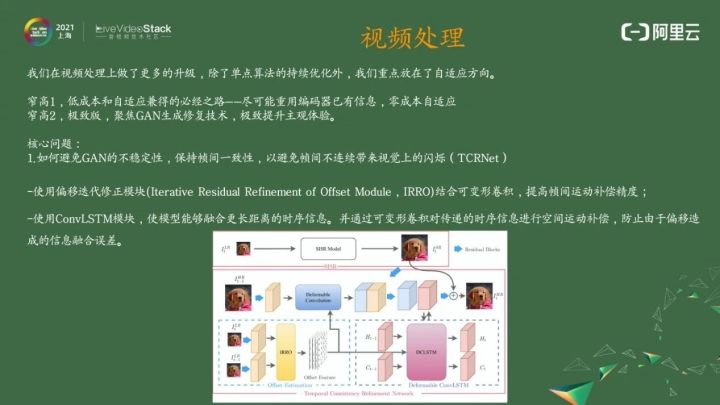 2021
上海
LiveVideoStack
音视频技术社区
阿里云
视频处理
我们在视频处理上做了更多的升级，除了单点算法的持续优化外，我们重点放在了自适应方向。
窄高1，低成本和自适应兼得的必经之路——尽可能重用编码器已有信息，零成本自适应
窄高2，极致版，聚焦GAN生成修复技术，极致提升主观体验。
核心问题：
1.如何避免GAN的不稳定性，保持帧间一致性，以避免帧间不连续带来视觉上的闪烁（TCRNet）
-使用偏移迭代修正模块(Iterative Residual Refinement of Offset Module，IRRO)结合可变形卷积，提高帧间运动补偿精度；
-使用ConvLSTM模块，使模型能够融合更长距离的时序信息。并通过可变形卷积对传递的时序信息进行空间运动补偿，防止由于偏移造
成的信息融合误差。
SISR Model
Residual Blocks
SISR
Deformable
Convolution
IRRO
Offset Feature
Offset Estimation
H_{t-1}
C_{t-1}
DCLSTM
H_t
C_t
Deformable ConvLSTM
Temporal Consistency Refinement Network